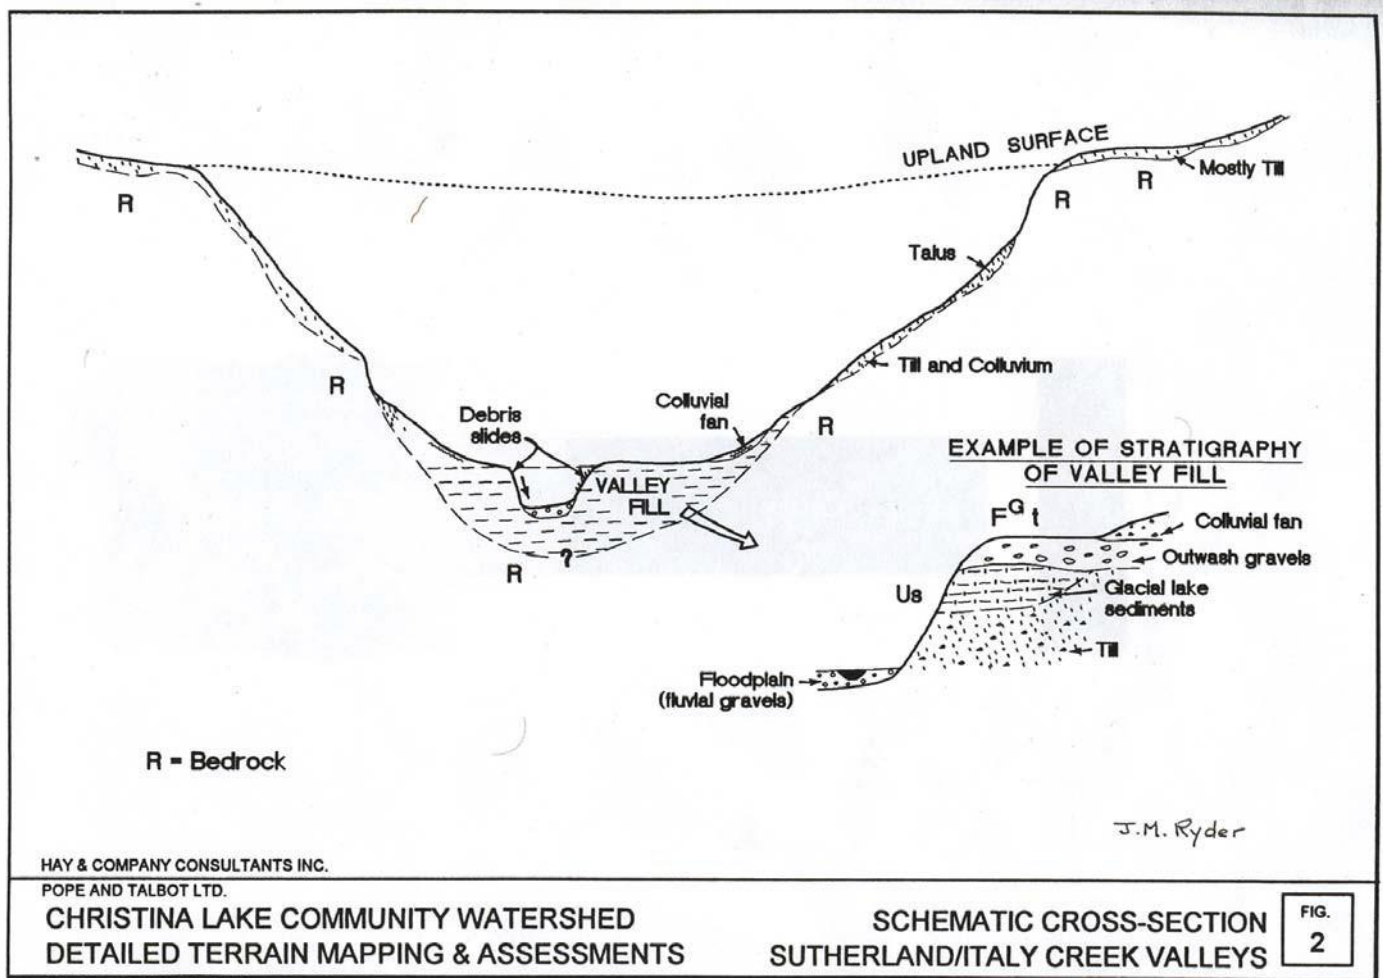 UPLAND SURFACE
Mostly Till
R
R
R
Talus
R
Till and Colluvium
Debris
slides
Colluvial
fan
R
VALLEY
FILL
?
R
EXAMPLE OF STRATIGRAPHY
OF VALLEY FILL
F^G t
Colluvial fan
Outwash gravels
Us
Glacial lake
sediments
Till
Floodplain
(fluvial gravels)
R = Bedrock
J.M. Ryder
HAY & COMPANY CONSULTANTS INC.
POPE AND TALBOT LTD.
CHRISTINA LAKE COMMUNITY WATERSHED
DETAILED TERRAIN MAPPING & ASSESSMENTS
SCHEMATIC CROSS-SECTION
SUTHERLAND/ITALY CREEK VALLEYS
FIG.
2